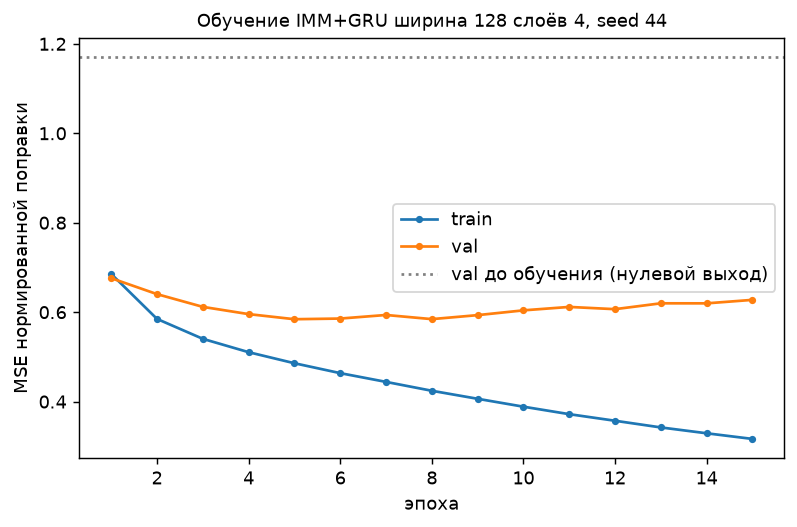 Обучение IMM+GRU ширина 128 слоёв 4, seed 44
MSE нормированной поправки
1.2
1.0
0.8
0.6
0.4
train
val
val до обучения (нулевой выход)
2 4 6 8 10 12 14
эпоха